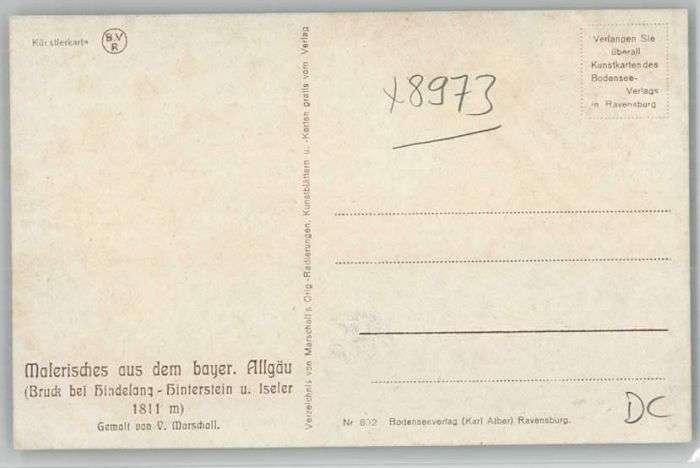 Künstlerkarte
B.V.
R
Malerisches aus dem bayer. Allgäu
(Bruck bei Hindelang - Hinterstein u. Iseler
1811 m)
Gemalt von V. Marschall.
Verzeichnis von Marschall's Orig.-Radierungen, Kunstblättern u. -Karten gratis vom Verlag
x8973
Verlangen Sie
überall
Kunstkarten des
Bodensee-
Verlags
in Ravensburg
Nr 802 Bodenseeverlag (Karl Alber) Ravensburg.
DC